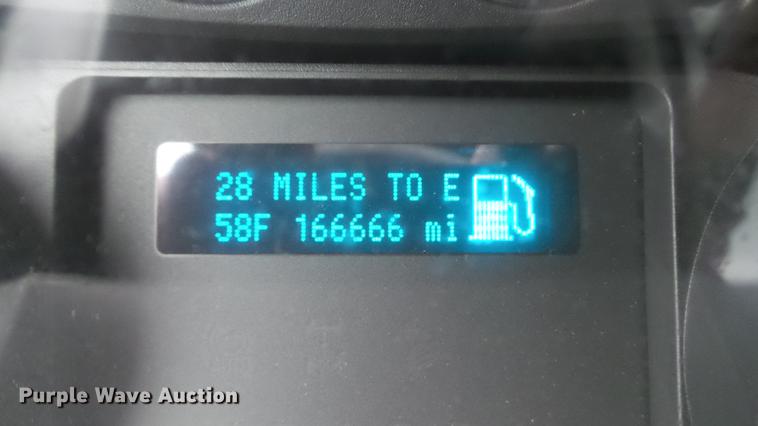 28 MILES TO E
58F 166666 mi
Purple Wave Auction